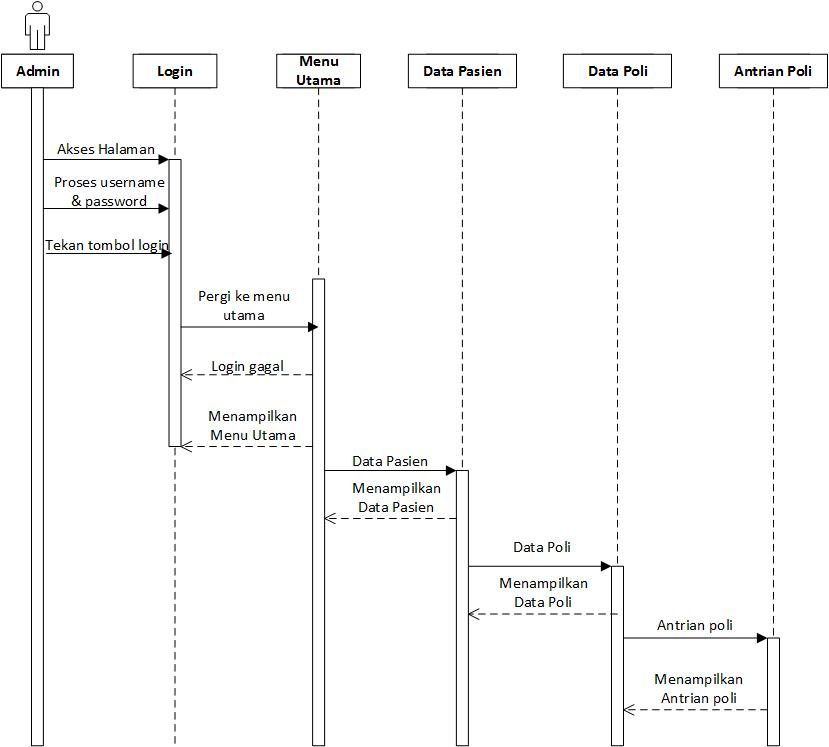 Admin
Login
Menu
Utama
Data Pasien
Data Poli
Antrian Poli
Akses Halaman
Proses username
& password
Tekan tombol login
Pergi ke menu
utama
Login gagal
Menampilkan
Menu Utama
Data Pasien
Menampilkan
Data Pasien
Data Poli
Menampilkan
Data Poli
Antrian poli
Menampilkan
Antrian poli